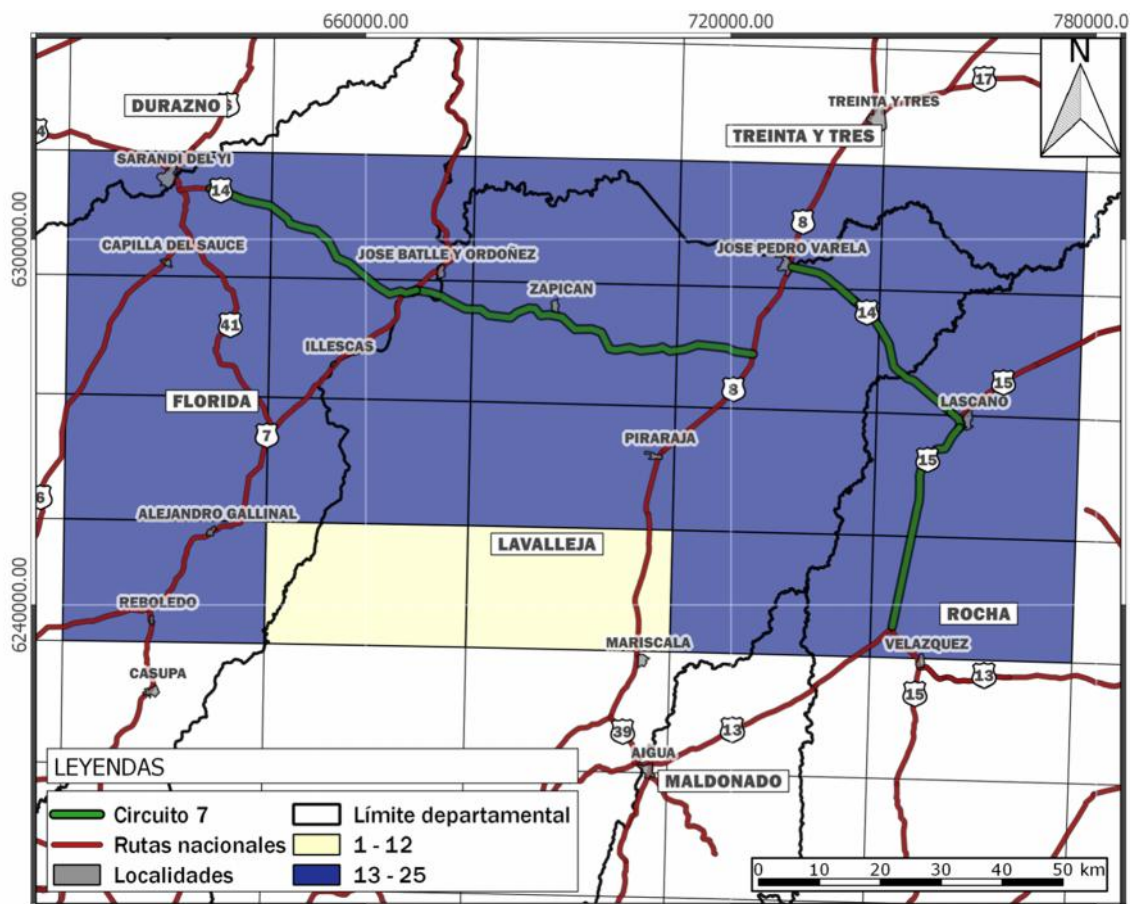 660000.00
720000.00
780000.0
6300000.00
6240000.00
N
17
TREINTA Y TRES
DURAZNO
TREINTA Y TRES
4
SARANDI DEL YI
14
8
CAPILLA DEL SAUCE
JOSE BATLLE Y ORDOÑEZ
JOSE PEDRO VARELA
ZAPICAN
14
41
ILLESCAS
15
8
FLORIDA
LASCANO
7
PIRARAJA
15
6
ALEJANDRO GALLINAL
LAVALLEJA
REBOLEDO
ROCHA
MARISCALA
VELAZQUEZ
CASUPA
13
15
39
13
AIGUA
MALDONADO
LEYENDAS
Circuito 7
Límite departamental
Rutas nacionales
1 - 12
Localidades
13 - 25
0 10 20 30 40 50 km